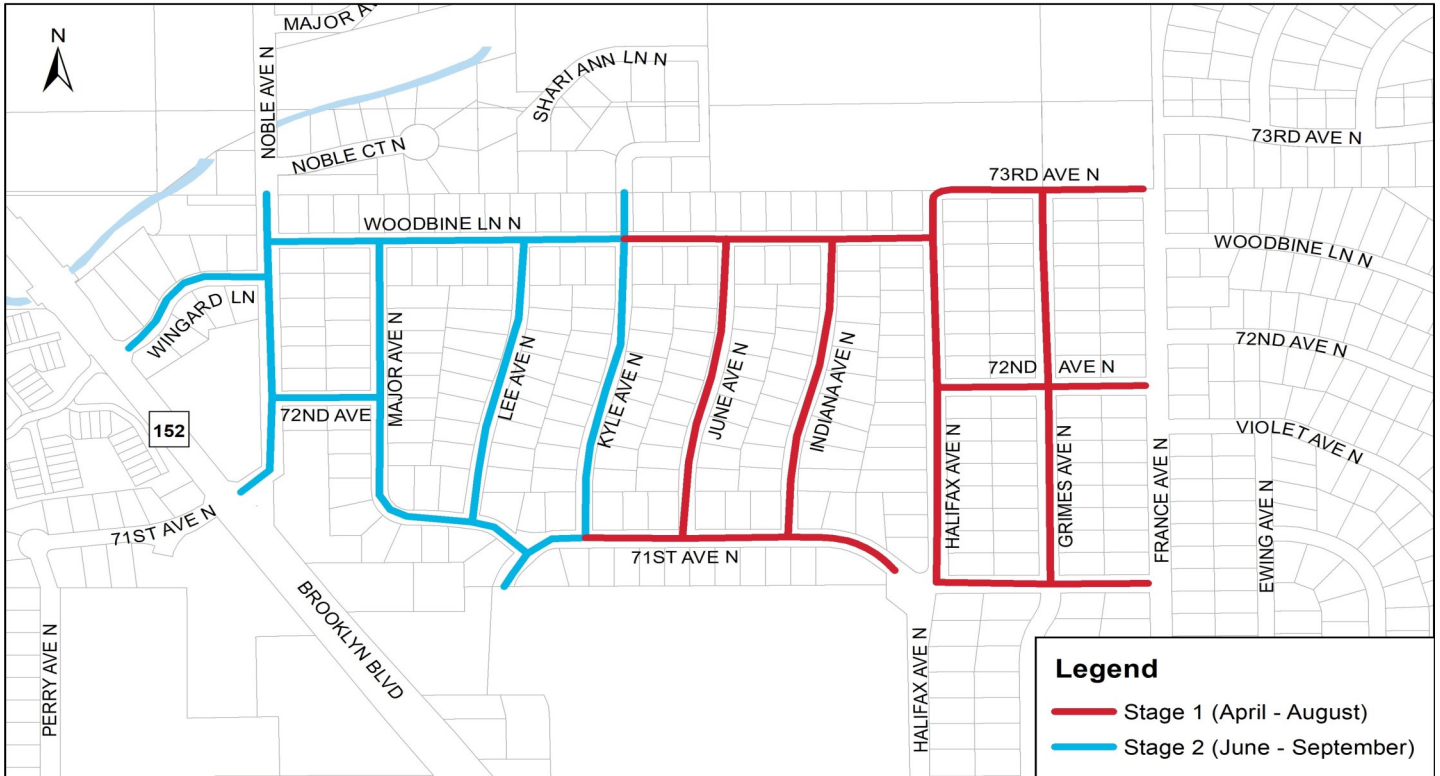 MAJOR AV
N
NOBLE AVE N
SHARI ANN LN N
NOBLE CT N
73RD AVE N
73RD AVE N
WOODBINE LN N
WOODBINE LN N
WINGARD LN
MAJOR AVE N
LEE AVE N
KYLE AVE N
JUNE AVE N
INDIANA AVE N
72ND AVE N
72ND AVE N
72ND AVE
152
HALIFAX AVE N
GRIMES AVE N
FRANCE AVE N
VIOLET AVE N
EWING AVE N
71ST AVE N
71ST AVE N
BROOKLYN BLVD
PERRY AVE N
HALIFAX AVE N
Legend
Stage 1 (April - August)
Stage 2 (June - September)